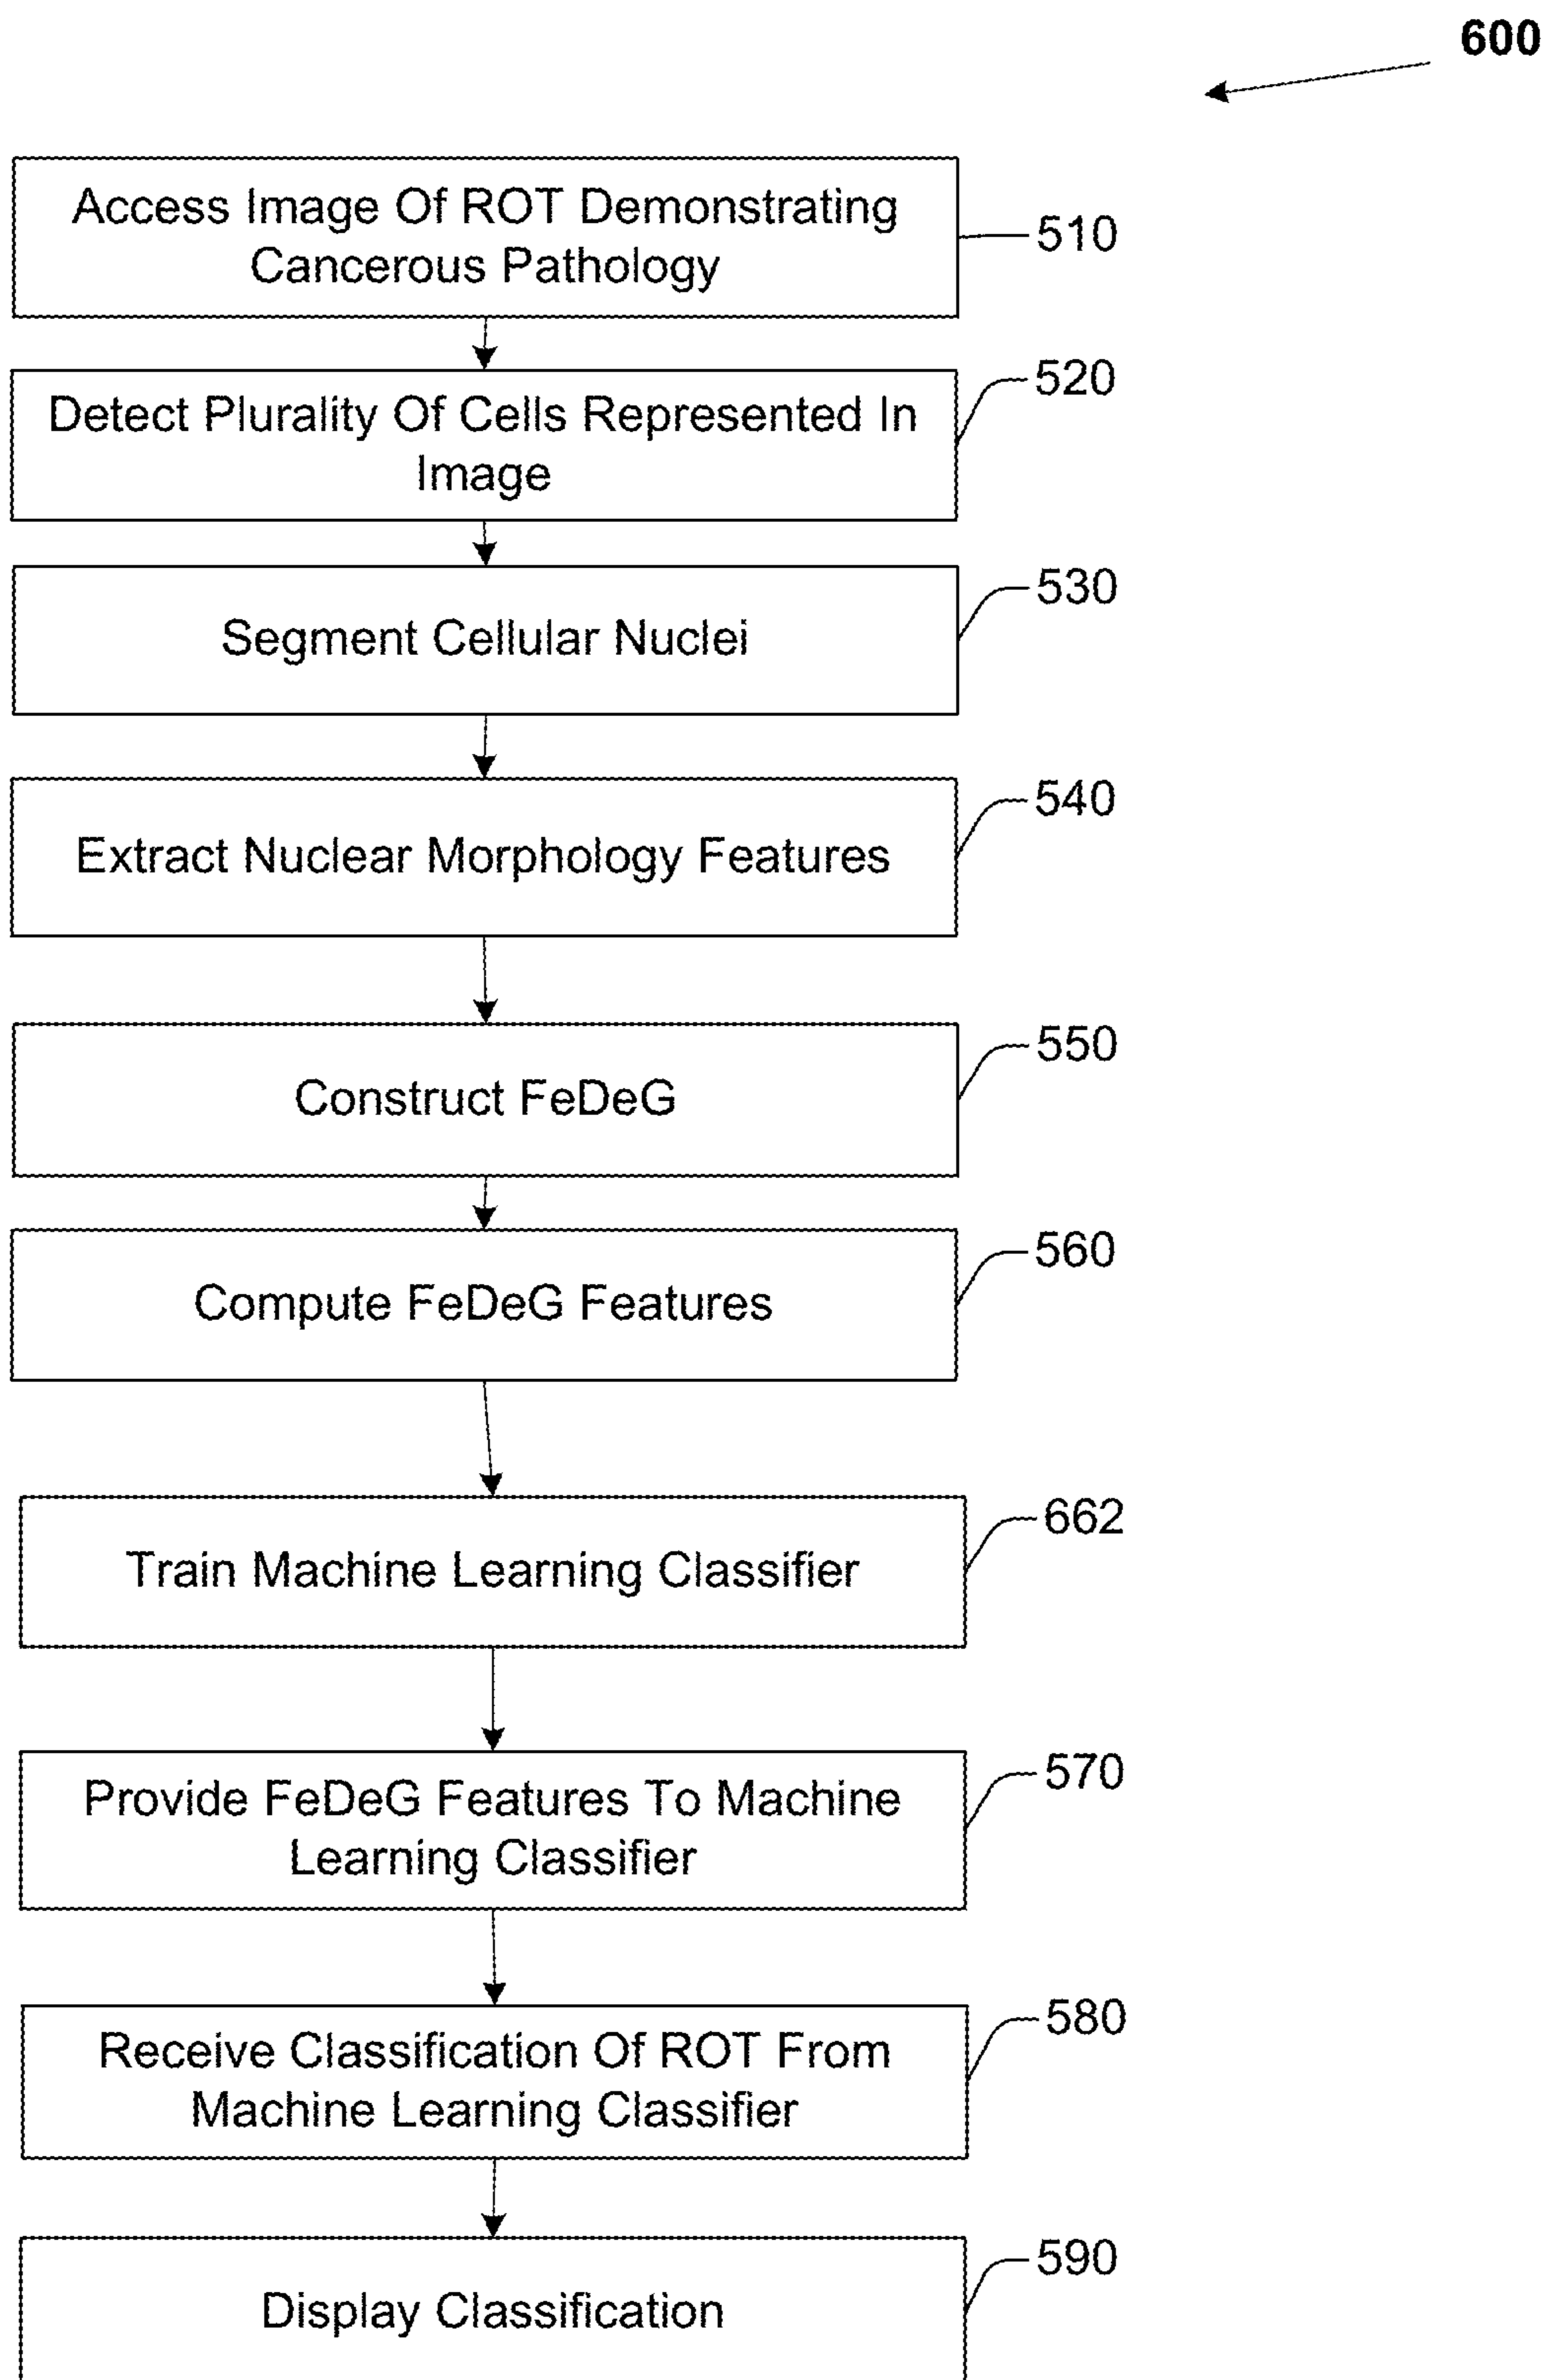 600
Access Image Of ROT Demonstrating
Cancerous Pathology
510
Detect Plurality Of Cells Represented In
Image
520
Segment Cellular Nuclei
530
Extract Nuclear Morphology Features
540
Construct FeDeG
550
Compute FeDeG Features
560
Train Machine Learning Classifier
662
Provide FeDeG Features To Machine
Learning Classifier
570
Receive Classification Of ROT From
Machine Learning Classifier
580
Display Classification
590